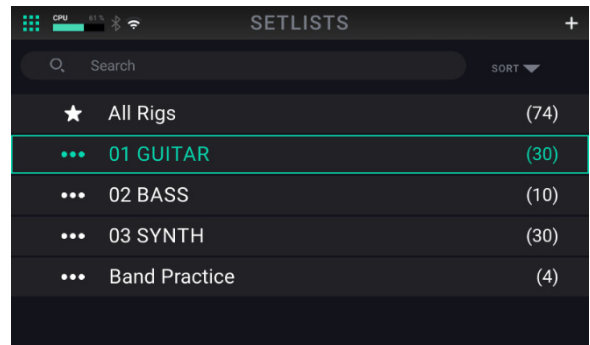 CPU 61% SETLISTS +
Search SORT
All Rigs (74)
01 GUITAR (30)
02 BASS (10)
03 SYNTH (30)
Band Practice (4)